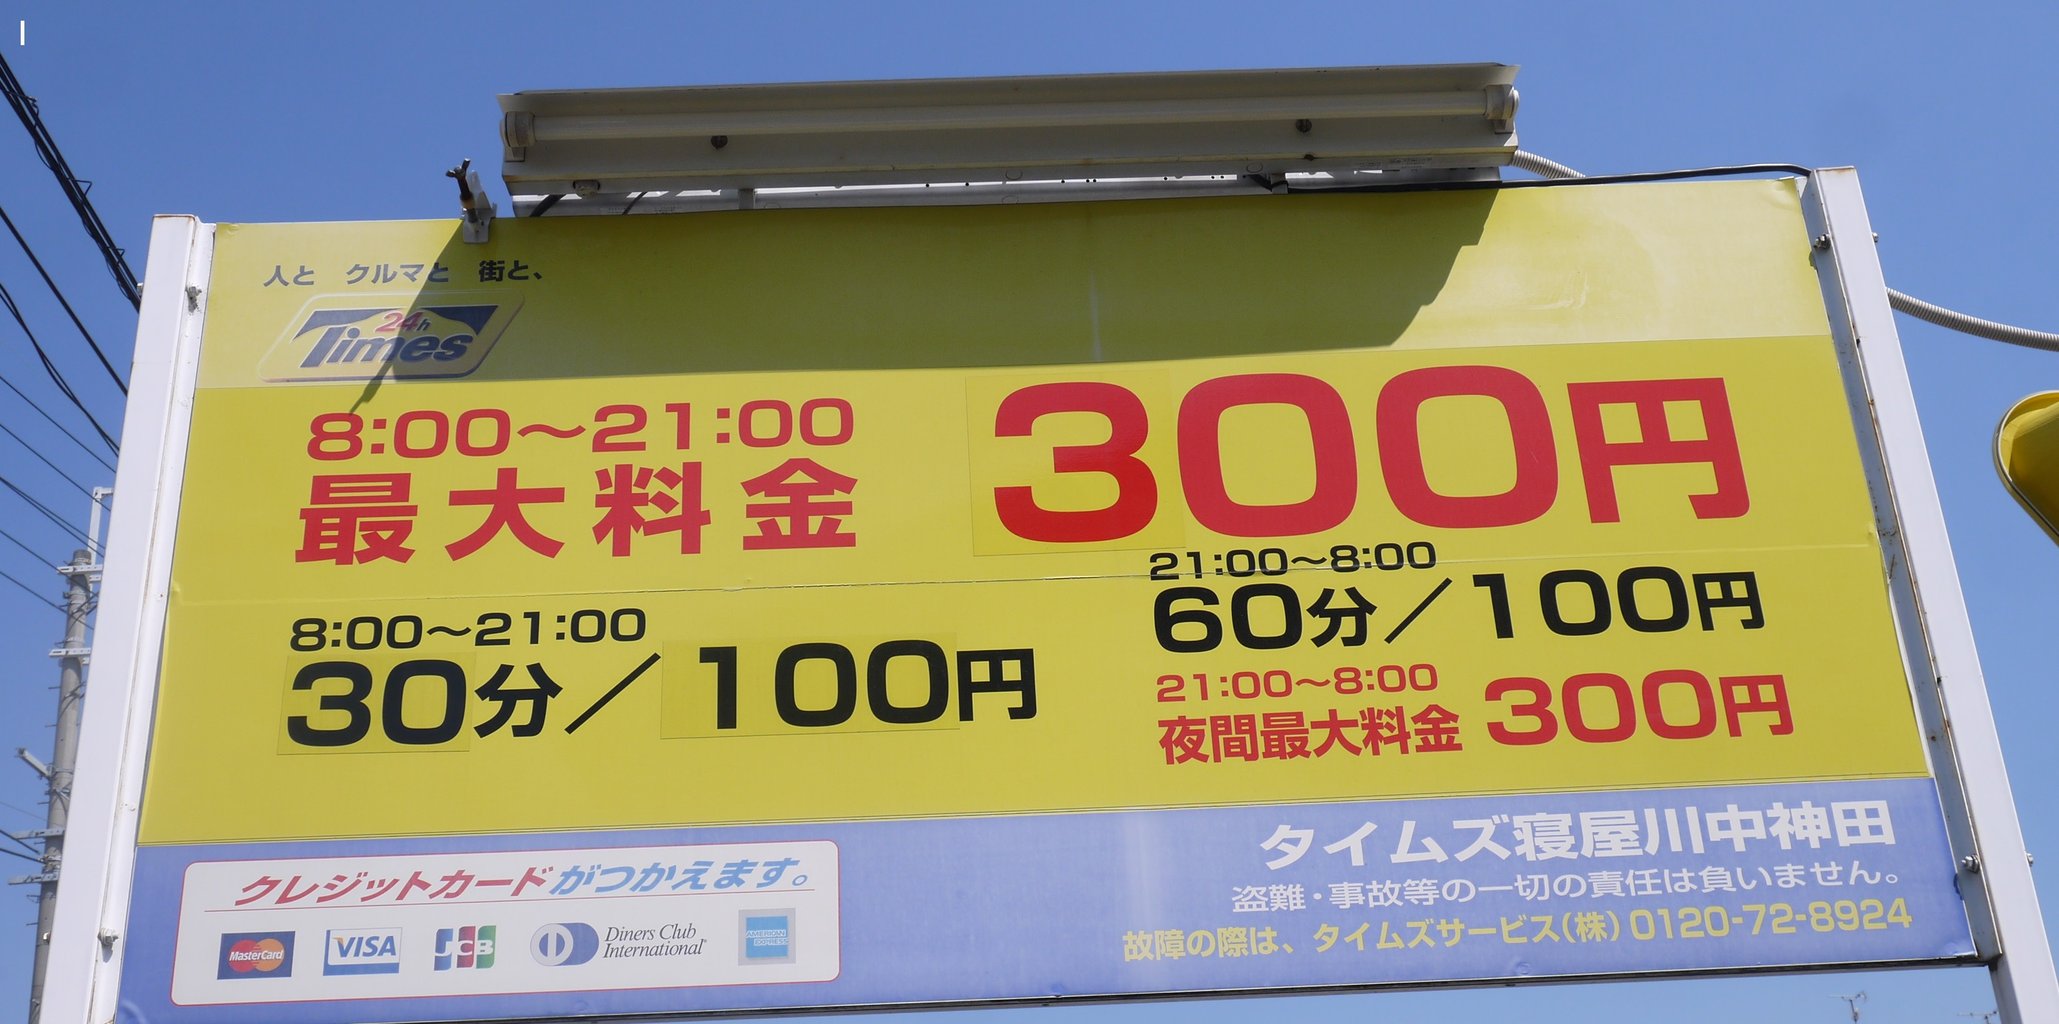 人と クルマと 街と、
24h
Times
8:00〜21:00
最大料金 300円
8:00〜21:00
30分／100円
21:00〜8:00
60分／100円
21:00〜8:00
夜間最大料金 300円
クレジットカードがつかえます。
MasterCard VISA JCB Diners Club International AMERICAN EXPRESS
タイムズ寝屋川中神田
盗難・事故等の一切の責任は負いません。
故障の際は、タイムズサービス(株) 0120-72-8924